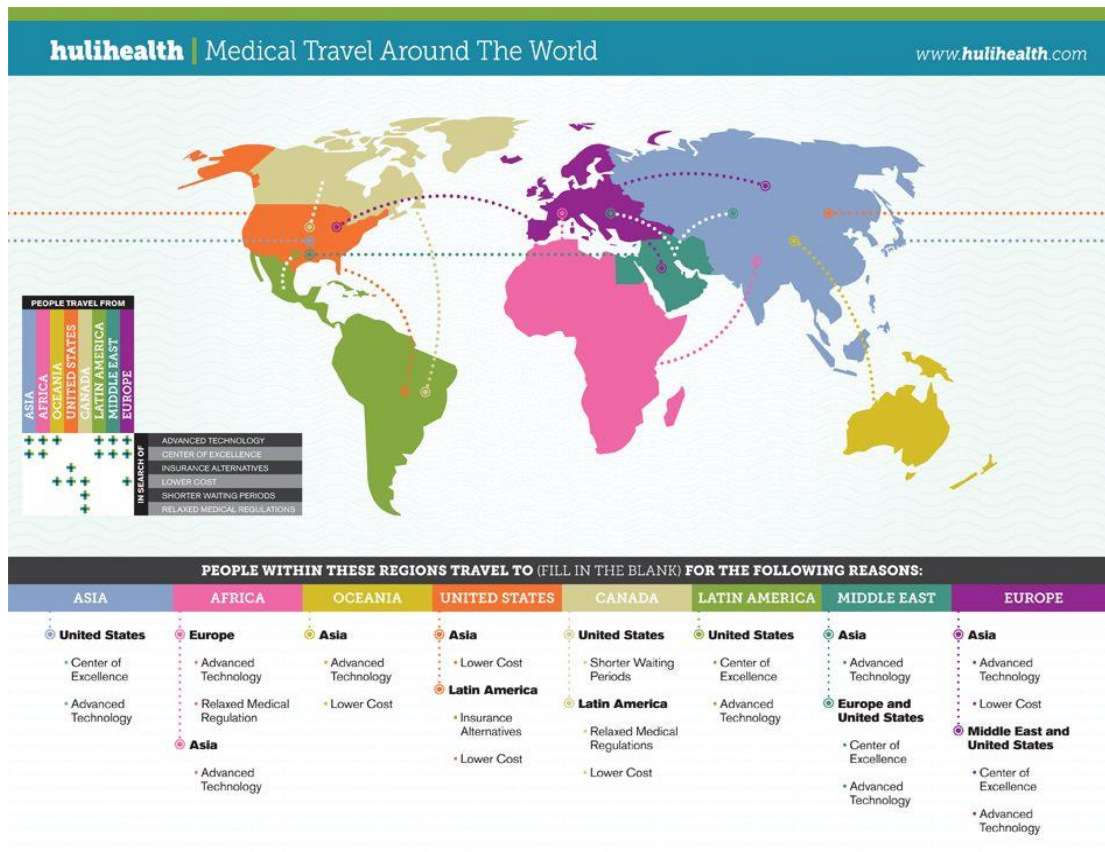 hulihealth | Medical Travel Around The World
www.hulihealth.com
PEOPLE TRAVEL FROM
ASIA
AFRICA
OCEANIA
UNITED STATES
CANADA
LATIN AMERICA
MIDDLE EAST
EUROPE
IN SEARCH OF
ADVANCED TECHNOLOGY
CENTER OF EXCELLENCE
INSURANCE ALTERNATIVES
LOWER COST
SHORTER WAITING PERIODS
RELAXED MEDICAL REGULATIONS
PEOPLE WITHIN THESE REGIONS TRAVEL TO (FILL IN THE BLANK) FOR THE FOLLOWING REASONS:
ASIA
United States
• Center of
Excellence
• Advanced
Technology
AFRICA
Europe
• Advanced
Technology
• Relaxed Medical
Regulation
Asia
• Advanced
Technology
OCEANIA
Asia
• Advanced
Technology
• Lower Cost
UNITED STATES
Asia
• Lower Cost
Latin America
• Insurance
Alternatives
• Lower Cost
CANADA
United States
• Shorter Waiting
Periods
Latin America
• Relaxed Medical
Regulations
• Lower Cost
LATIN AMERICA
United States
• Center of
Excellence
• Advanced
Technology
MIDDLE EAST
Asia
• Advanced
Technology
Europe and
United States
• Center of
Excellence
• Advanced
Technology
EUROPE
Asia
• Advanced
Technology
• Lower Cost
Middle East and
United States
• Center of
Excellence
• Advanced
Technology